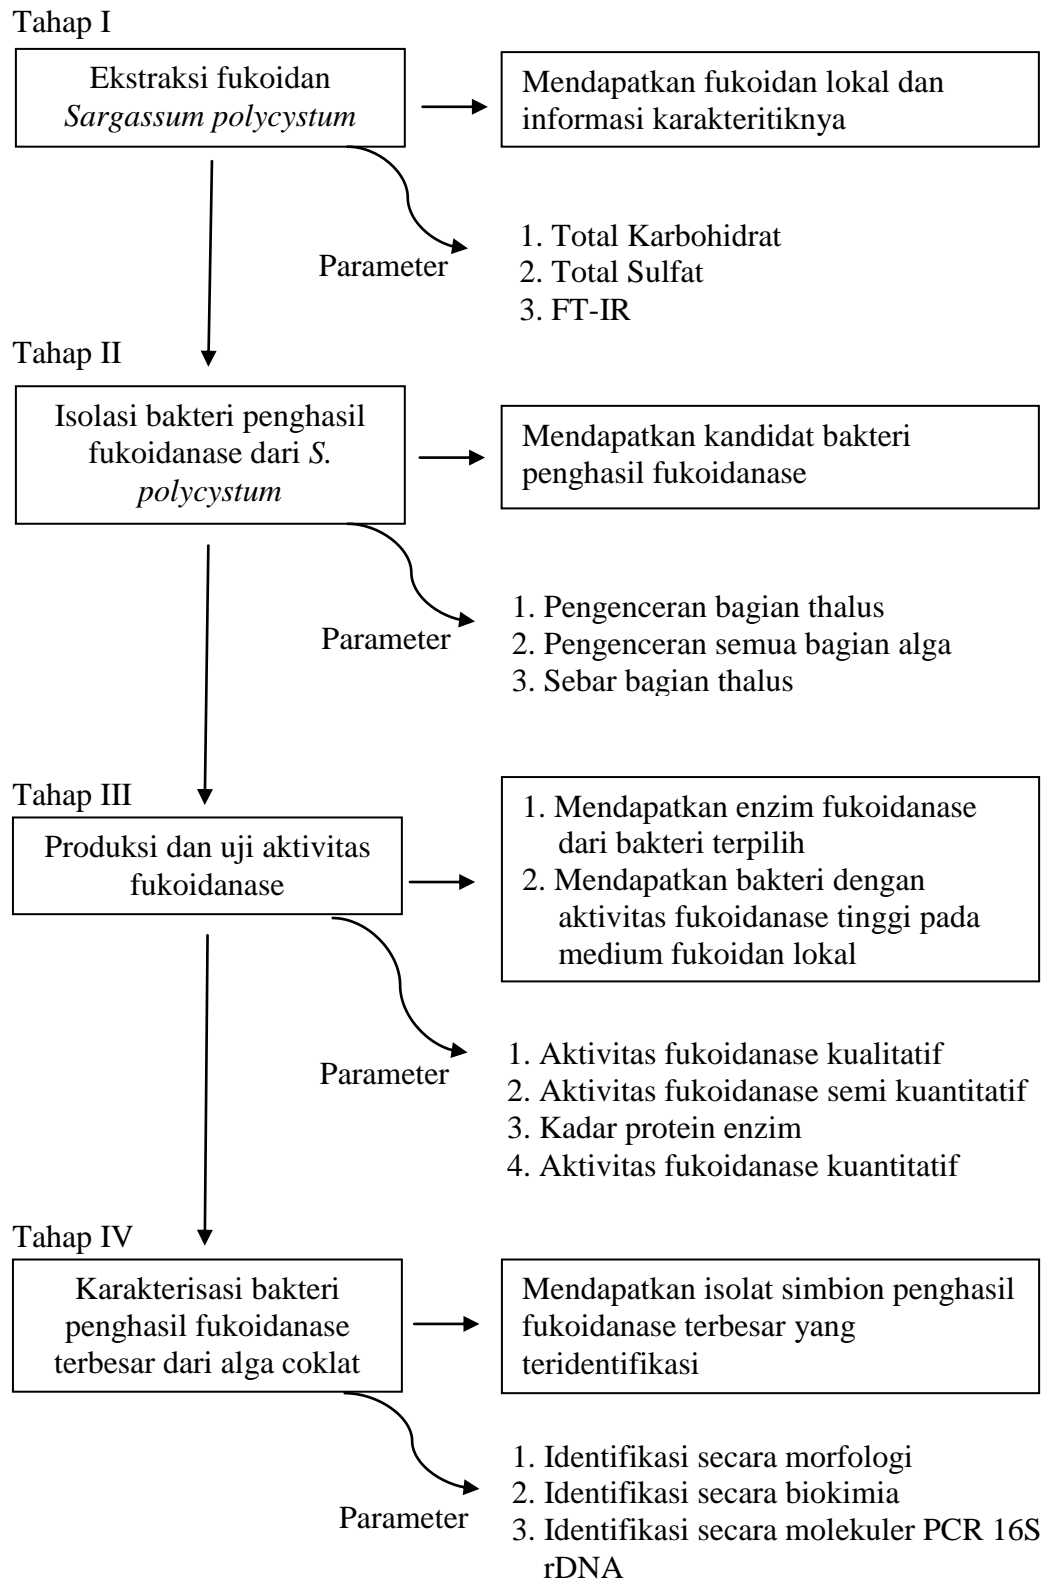 Tahap I
Ekstraksi fukoidan
Sargassum polycystum
Mendapatkan fukoidan lokal dan
informasi karakteritiknya
Parameter
1. Total Karbohidrat
2. Total Sulfat
3. FT-IR
Tahap II
Isolasi bakteri penghasil
fukoidanase dari S.
polycystum
Mendapatkan kandidat bakteri
penghasil fukoidanase
Parameter
1. Pengenceran bagian thalus
2. Pengenceran semua bagian alga
3. Sebar bagian thalus
Tahap III
Produksi dan uji aktivitas
fukoidanase
1. Mendapatkan enzim fukoidanase
dari bakteri terpilih
2. Mendapatkan bakteri dengan
aktivitas fukoidanase tinggi pada
medium fukoidan lokal
Parameter
1. Aktivitas fukoidanase kualitatif
2. Aktivitas fukoidanase semi kuantitatif
3. Kadar protein enzim
4. Aktivitas fukoidanase kuantitatif
Tahap IV
Karakterisasi bakteri
penghasil fukoidanase
terbesar dari alga coklat
Mendapatkan isolat simbion penghasil
fukoidanase terbesar yang
teridentifikasi
Parameter
1. Identifikasi secara morfologi
2. Identifikasi secara biokimia
3. Identifikasi secara molekuler PCR 16S
rDNA